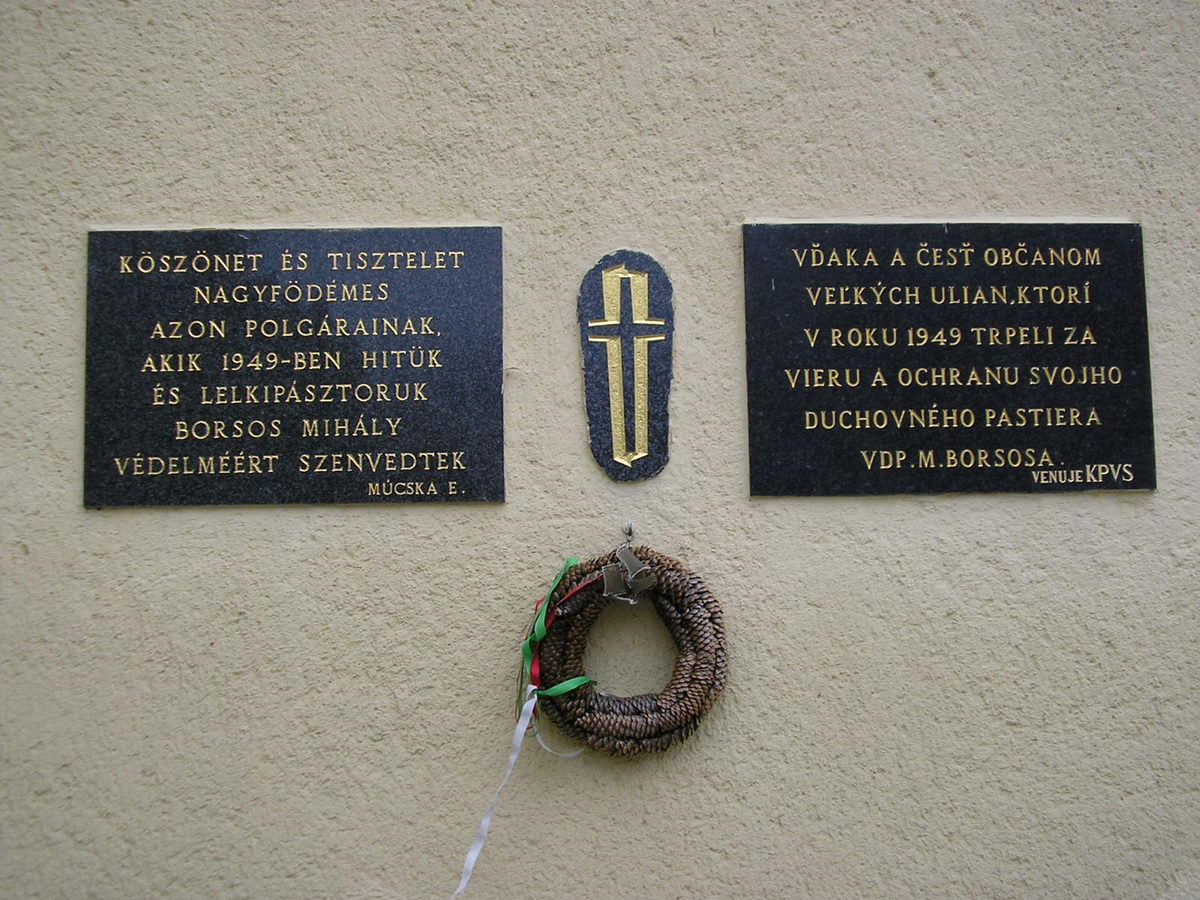 KÖSZÖNET ÉS TISZTELET
NAGYFÖDÉMES
AZON POLGÁRAINAK,
AKIK 1949-BEN HITÜK
ÉS LELKIPÁSZTORUK
BORSOS MIHÁLY
VÉDELMÉÉRT SZENVEDTEK
MÚCSKA E.
VĎAKA A ČESŤ OBČANOM
VEĽKÝCH ULIAN,KTORÍ
V ROKU 1949 TRPELI ZA
VIERU A OCHRANU SVOJHO
DUCHOVNÉHO PASTIERA
VDP.M.BORSOSA.
VENUJE KPVS